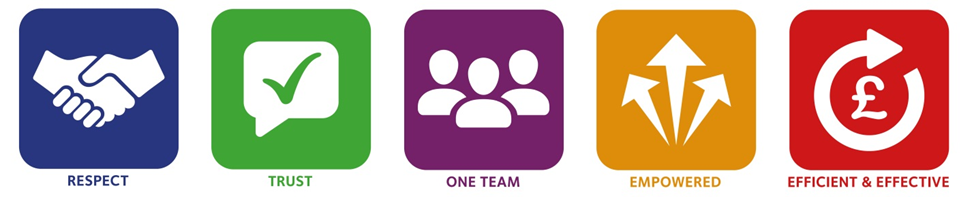 £
RESPECT
TRUST
ONE TEAM
EMPOWERED
EFFICIENT & EFFECTIVE